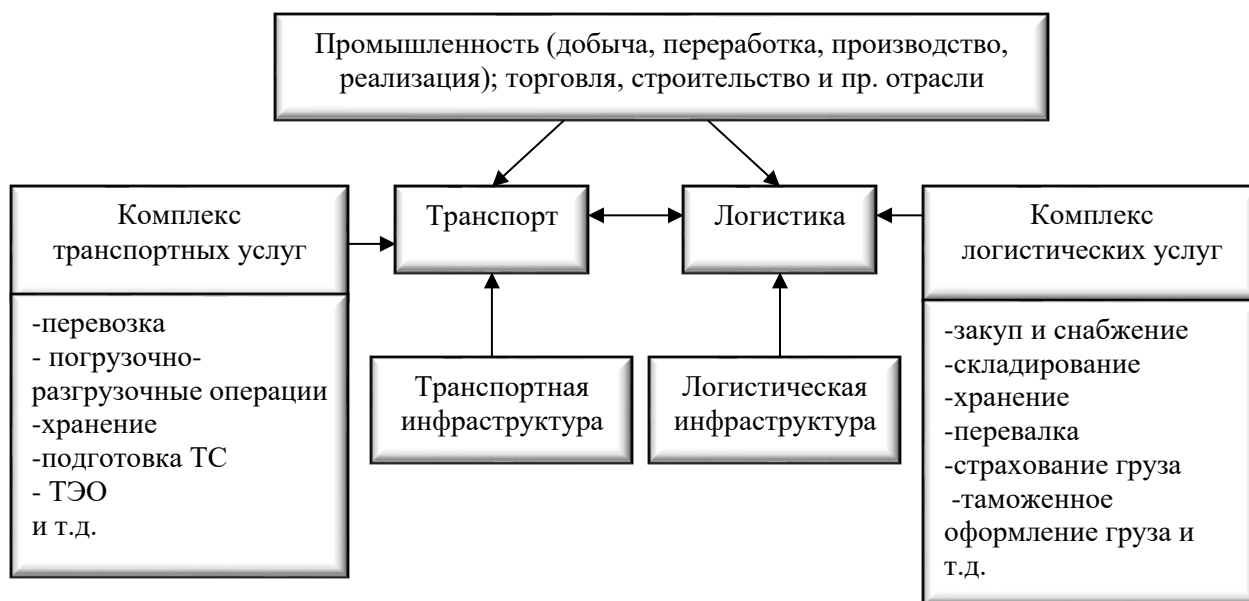 Промышленность (добыча, переработка, производство,
реализация); торговля, строительство и пр. отрасли
Комплекс
транспортных услуг
Транспорт
Логистика
Комплекс
логистических услуг
-перевозка
- погрузочно-
разгрузочные операции
-хранение
-подготовка ТС
- ТЭО
и т.д.
Транспортная
инфраструктура
Логистическая
инфраструктура
-закуп и снабжение
-складирование
-хранение
-перевалка
-страхование груза
-таможенное
оформление груза и
т.д.